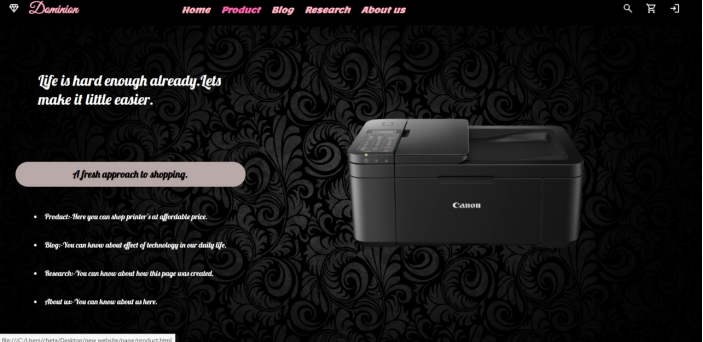 Dominion
Home Product Blog Research About us
Life is hard enough already.Lets
make it little easier.
A fresh approach to shopping.
Product:-Here you can shop printer's at affordable price.
Blog:-You can know about effect of technology in our daily life.
Research:-You can know about how this page was created.
About us:-You can know about us here.
Canon
file:///C:/Users/cheta/Desktop/new website/page/product.html